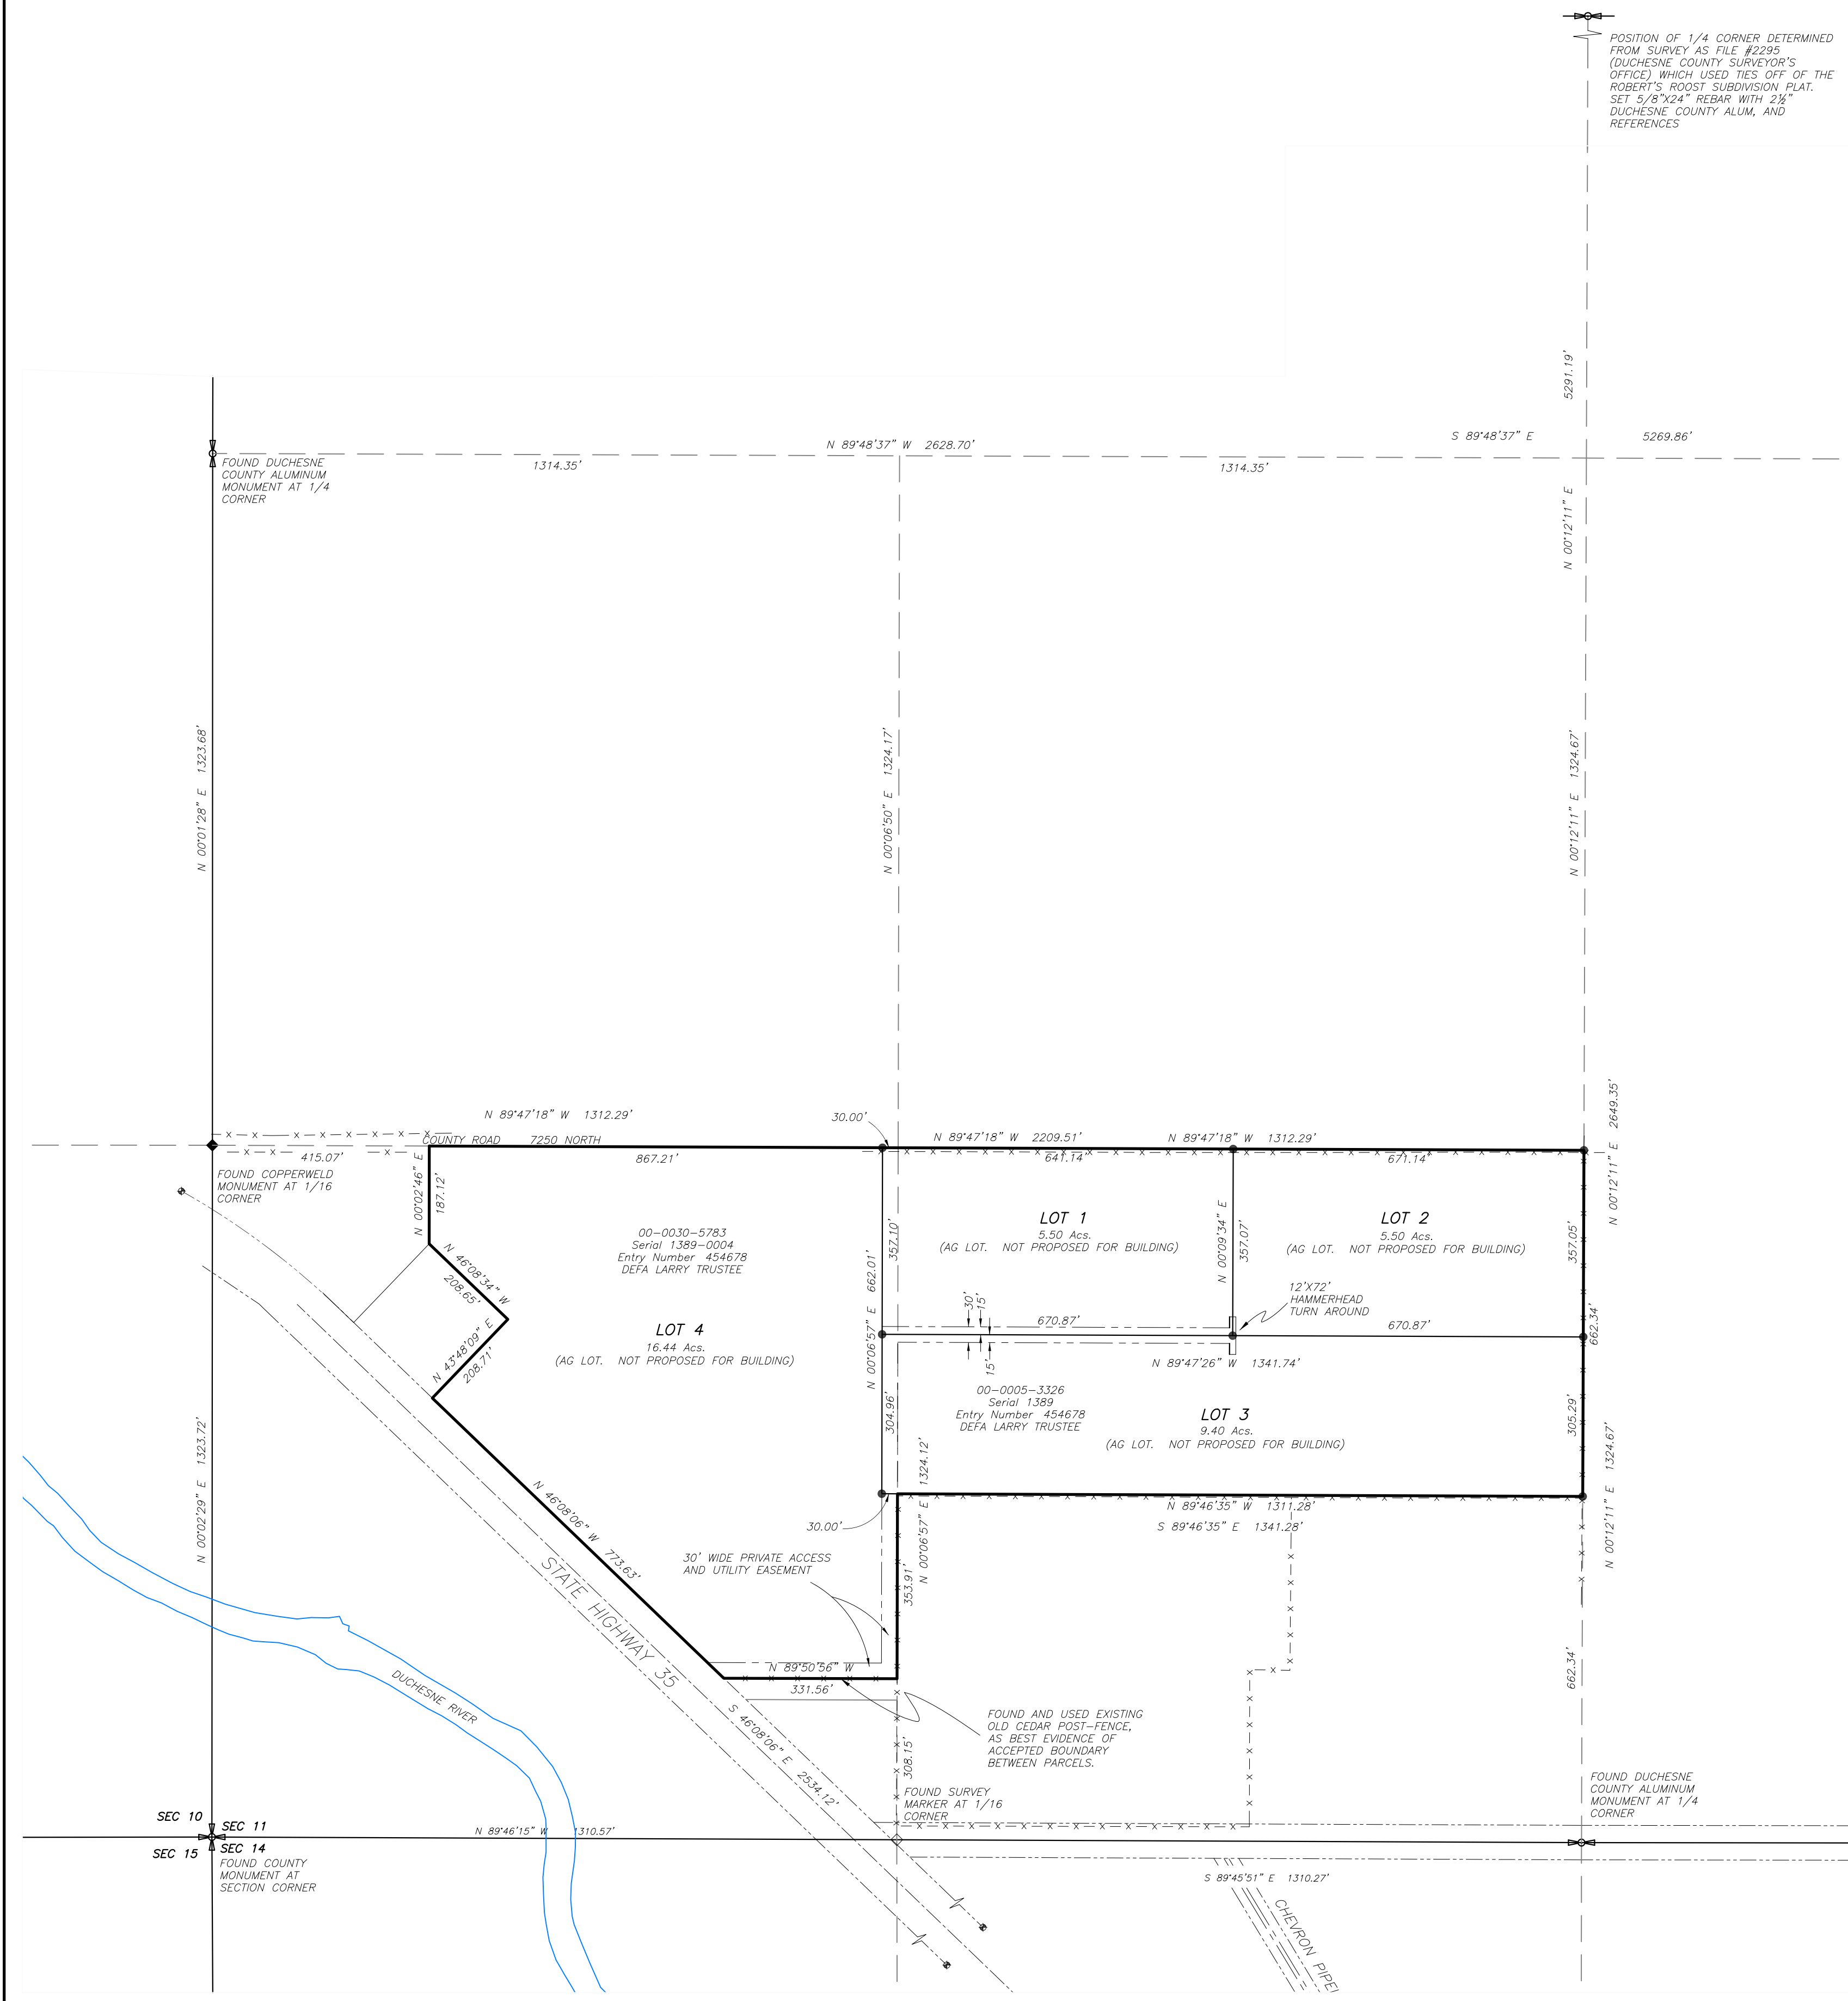 POSITION OF 1/4 CORNER DETERMINED
FROM SURVEY AS FILE #2295
(DUCHESNE COUNTY SURVEYOR'S
OFFICE) WHICH USED TIES OFF OF THE
ROBERT'S ROOST SUBDIVISION PLAT.
SET 5/8"X24" REBAR WITH 2½"
DUCHESNE COUNTY ALUM, AND
REFERENCES
5291.19'
N 89°48'37" W 2628.70'
S 89°48'37" E
5269.86'
FOUND DUCHESNE
COUNTY ALUMINUM
MONUMENT AT 1/4
CORNER
1314.35'
1314.35'
N 00°12'11" E
N 00°01'28" E 1323.68'
N 00°06'50" E 1324.17'
N 00°12'11" E 1324.67'
N 00°12'11" E 2649.35'
N 89°47'18" W 1312.29'
30.00'
N 89°47'18" W 2209.51'
N 89°47'18" W 1312.29'
COUNTY ROAD 7250 NORTH
415.07'
867.21'
641.14'
671.14'
FOUND COPPERWELD
MONUMENT AT 1/16
CORNER
N 00°02'46" E
187.12'
00-0030-5783
Serial 1389-0004
Entry Number 454678
DEFA LARRY TRUSTEE
357.10'
N 00°06'57" E 662.01'
LOT 1
5.50 Acs.
(AG LOT. NOT PROPOSED FOR BUILDING)
N 00°09'34" E
357.07'
LOT 2
5.50 Acs.
(AG LOT. NOT PROPOSED FOR BUILDING)
357.05'
N 46°08'34" W
208.65'
12'X72'
HAMMERHEAD
TURN AROUND
30'
15'
15'
670.87'
670.87'
662.34'
N 43°48'09" E
208.71'
LOT 4
16.44 Acs.
(AG LOT. NOT PROPOSED FOR BUILDING)
N 89°47'26" W 1341.74'
00-0005-3326
Serial 1389
Entry Number 454678
DEFA LARRY TRUSTEE
304.96'
LOT 3
9.40 Acs.
(AG LOT. NOT PROPOSED FOR BUILDING)
305.29'
N 00°12'11" E 1324.67'
N 00°02'29" E 1323.72'
N 00°06'57" E 1324.12'
N 46°08'06" W 773.63'
N 89°46'35" W 1311.28'
S 89°46'35" E 1341.28'
30.00'
30' WIDE PRIVATE ACCESS
AND UTILITY EASEMENT
353.91'
STATE HIGHWAY 35
N 89°50'56" W
331.56'
662.34'
DUCHESNE RIVER
S 46°08'06" E 2534.12'
FOUND AND USED EXISTING
OLD CEDAR POST-FENCE,
AS BEST EVIDENCE OF
ACCEPTED BOUNDARY
BETWEEN PARCELS.
308.15'
FOUND SURVEY
MARKER AT 1/16
CORNER
FOUND DUCHESNE
COUNTY ALUMINUM
MONUMENT AT 1/4
CORNER
SEC 10
SEC 11
SEC 15
SEC 14
N 89°46'15" W 1310.57'
FOUND COUNTY
MONUMENT AT
SECTION CORNER
S 89°45'51" E 1310.27'
CHEVRON PIPEL